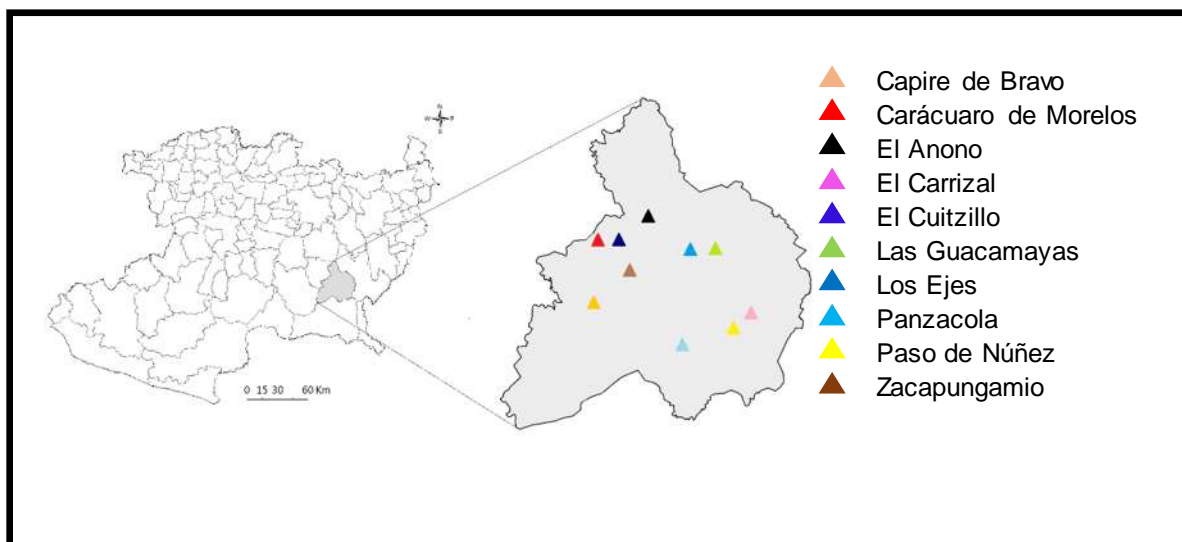 N
W E
S
0 15 30 60 Km
Capire de Bravo
Carácuaro de Morelos
El Anono
El Carrizal
El Cuitzillo
Las Guacamayas
Los Ejes
Panzacola
Paso de Núñez
Zacapungamio